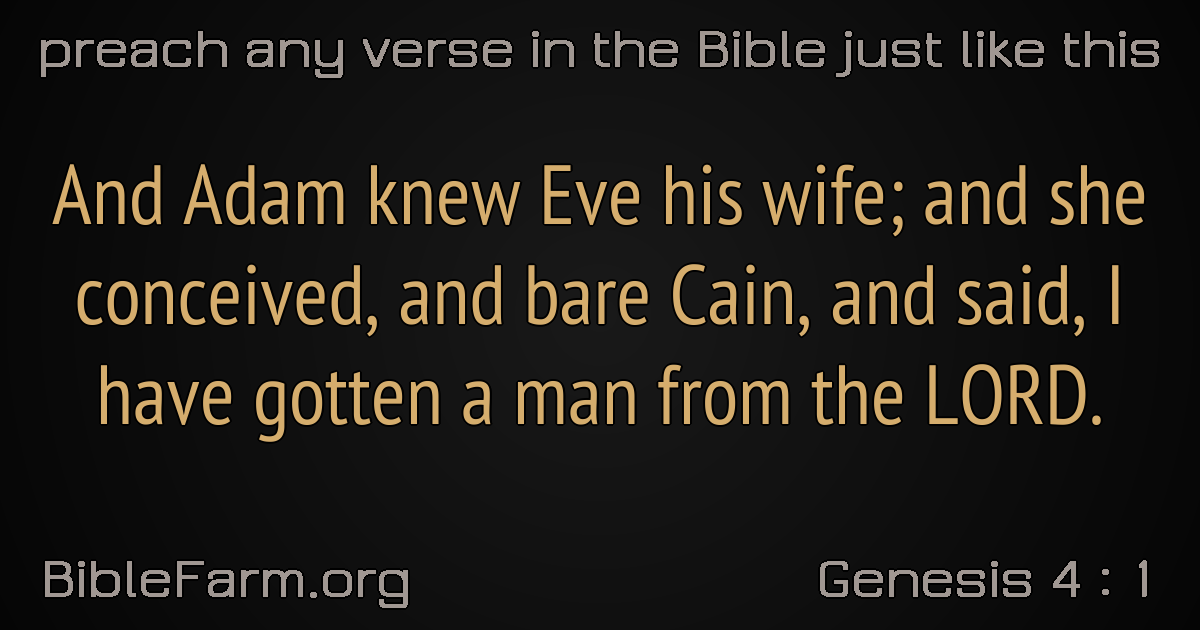 preach any verse in the Bible just like this
And Adam knew Eve his wife; and she
conceived, and bare Cain, and said, I
have gotten a man from the LORD.
BibleFarm.org
Genesis 4 : 1